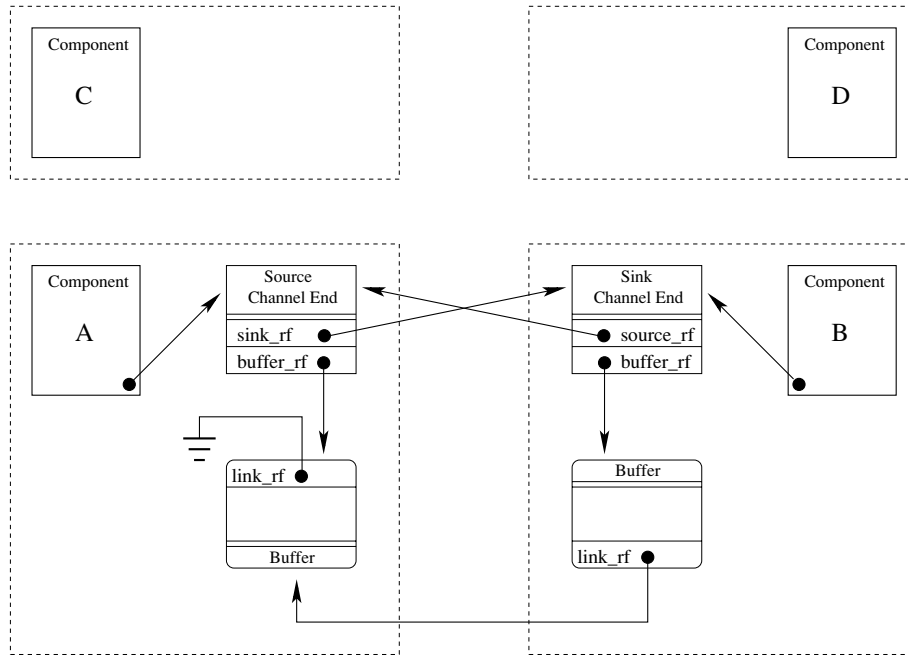 Component
C
Component
D
Component
A
Source
Channel End
sink_rf
buffer_rf
Sink
Channel End
source_rf
buffer_rf
Component
B
link_rf
Buffer
Buffer
link_rf